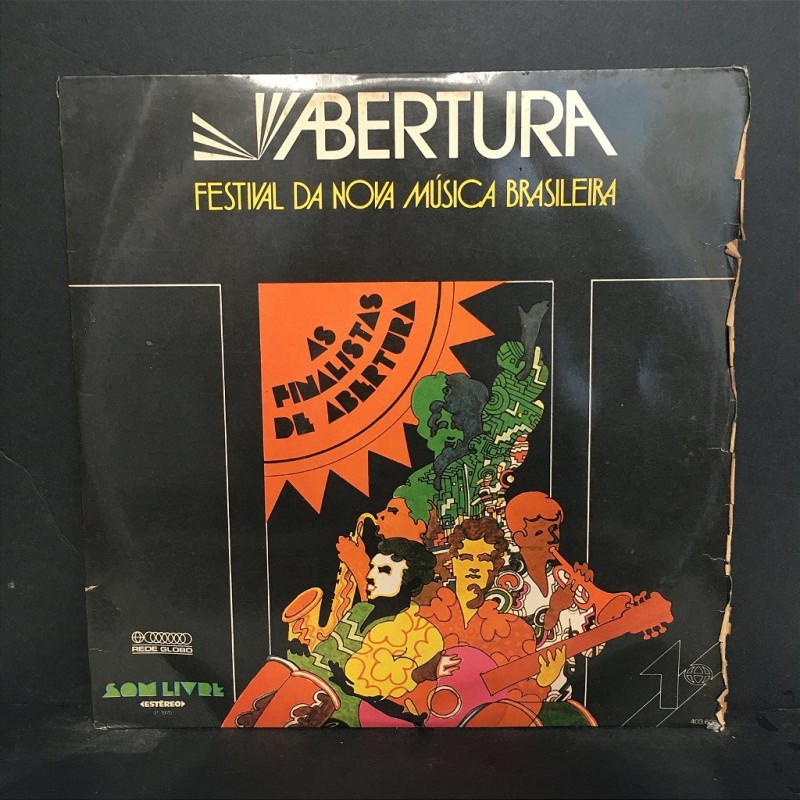 ABERTURA
FESTIVAL DA NOVA MÚSICA BRASILEIRA
AS
FINALISTAS
DE ABERTURA
REDE GLOBO
SOM LIVRE
ESTÉREO